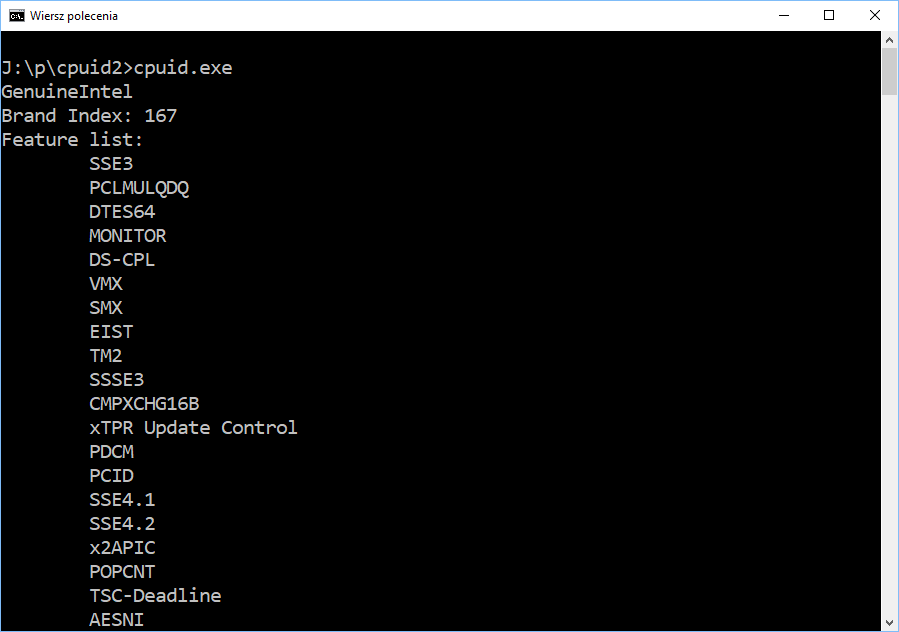 Wiersz polecenia
J:\p\cpuid2>cpuid.exe
GenuineIntel
Brand Index: 167
Feature list:
SSE3
PCLMULQDQ
DTES64
MONITOR
DS-CPL
VMX
SMX
EIST
TM2
SSSE3
CMPXCHG16B
xTPR Update Control
PDCM
PCID
SSE4.1
SSE4.2
x2APIC
POPCNT
TSC-Deadline
AESNI